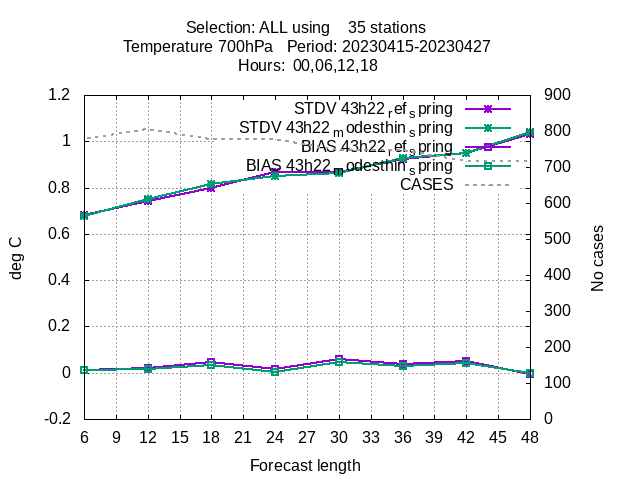 Selection: ALL using    35 stations
Temperature 700hPa   Period: 20230415-20230427
Hours:  00,06,12,18
1.2
1
0.8
0.6
0.4
0.2
0
-0.2
900
800
700
600
500
400
300
200
100
0
deg C
No cases
STDV 43h22_ref_spring
STDV 43h22_modesthin_spring
BIAS 43h22_ref_spring
BIAS 43h22_modesthin_spring
CASES
6 9 12 15 18 21 24 27 30 33 36 39 42 45 48
Forecast length